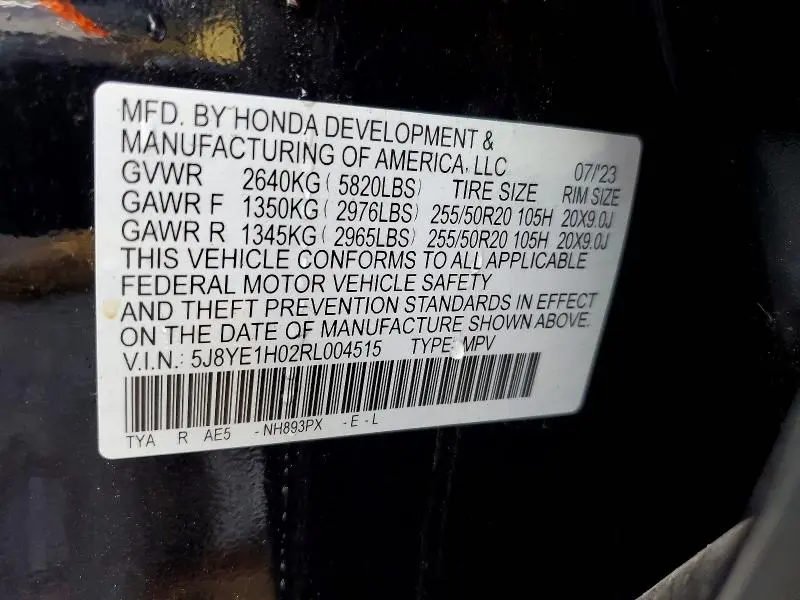 MFD. BY HONDA DEVELOPMENT &
MANUFACTURING OF AMERICA, LLC 07/'23
GVWR 2640KG ( 5820LBS) TIRE SIZE RIM SIZE
GAWR F 1350KG ( 2976LBS) 255/50R20 105H 20X9.0J
GAWR R 1345KG ( 2965LBS) 255/50R20 105H 20X9.0J
THIS VEHICLE CONFORMS TO ALL APPLICABLE
FEDERAL MOTOR VEHICLE SAFETY
AND THEFT PREVENTION STANDARDS IN EFFECT
ON THE DATE OF MANUFACTURE SHOWN ABOVE.
V.I.N.: 5J8YE1H02RL004515 TYPE: MPV
TYA R AE5 - NH893PX - E - L